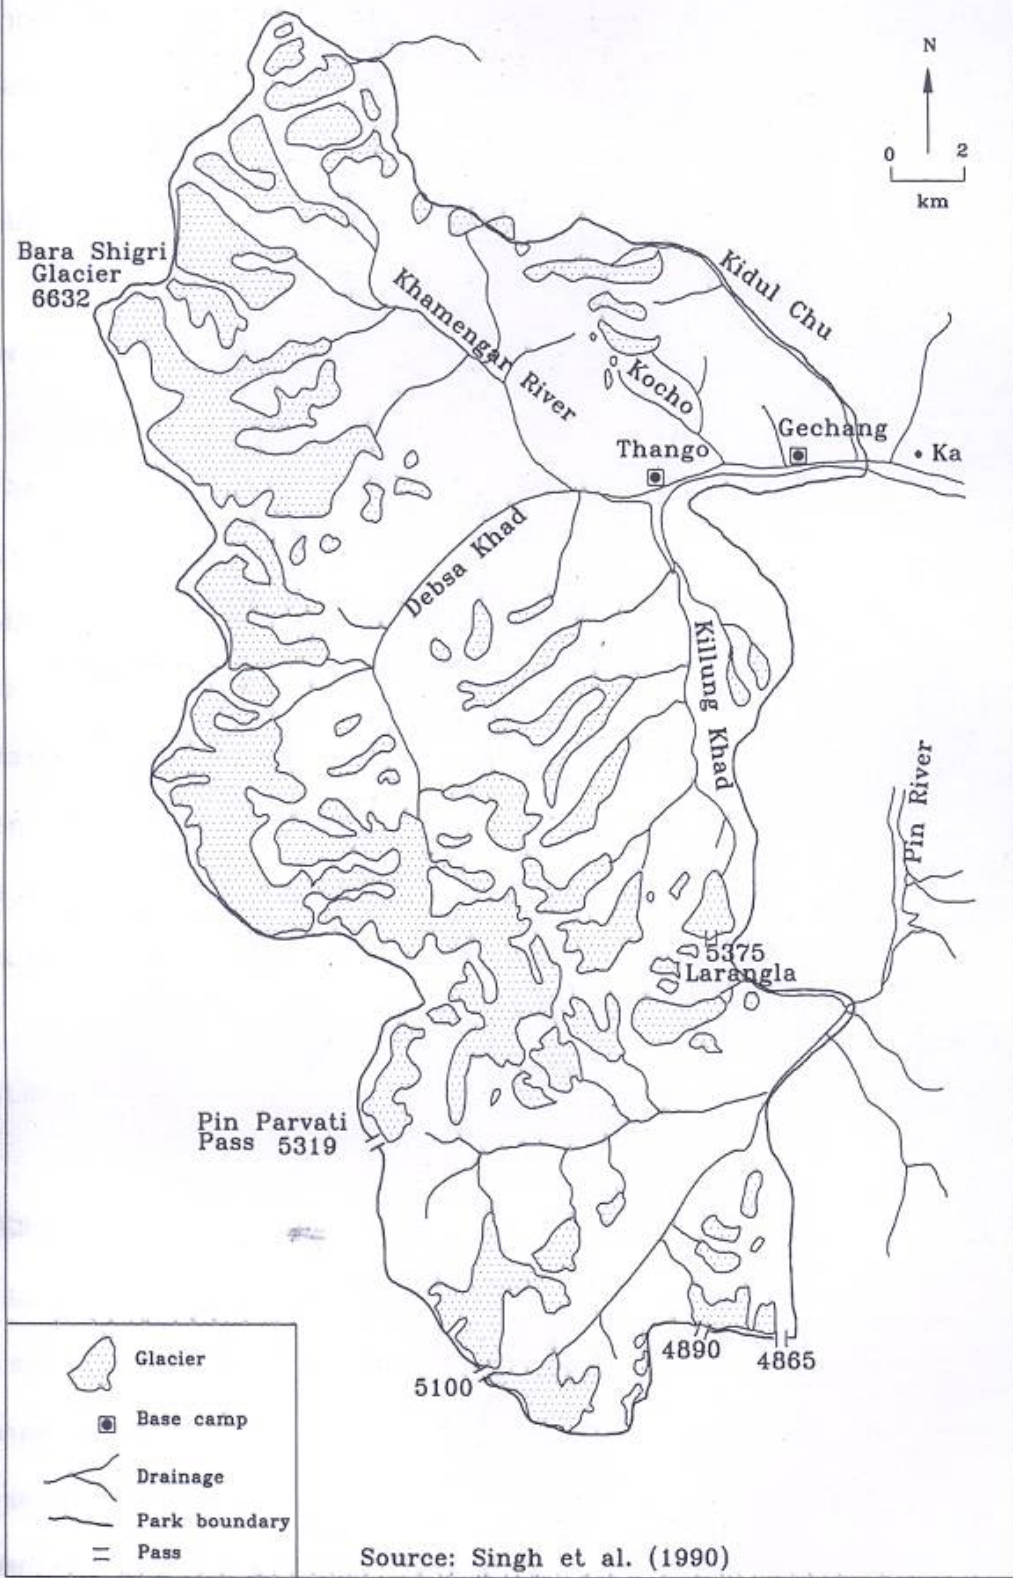 N
0 2
km
Bara Shigri
Glacier
6632
Khamengar River
Kidul Chu
Kocho
Thango
Gechang
Ka
Debsa Khad
Killung Khad
Pin River
5375
Larangla
Pin Parvati
Pass 5319
4890
4865
5100
Glacier
Base camp
Drainage
Park boundary
Pass
Source: Singh et al. (1990)